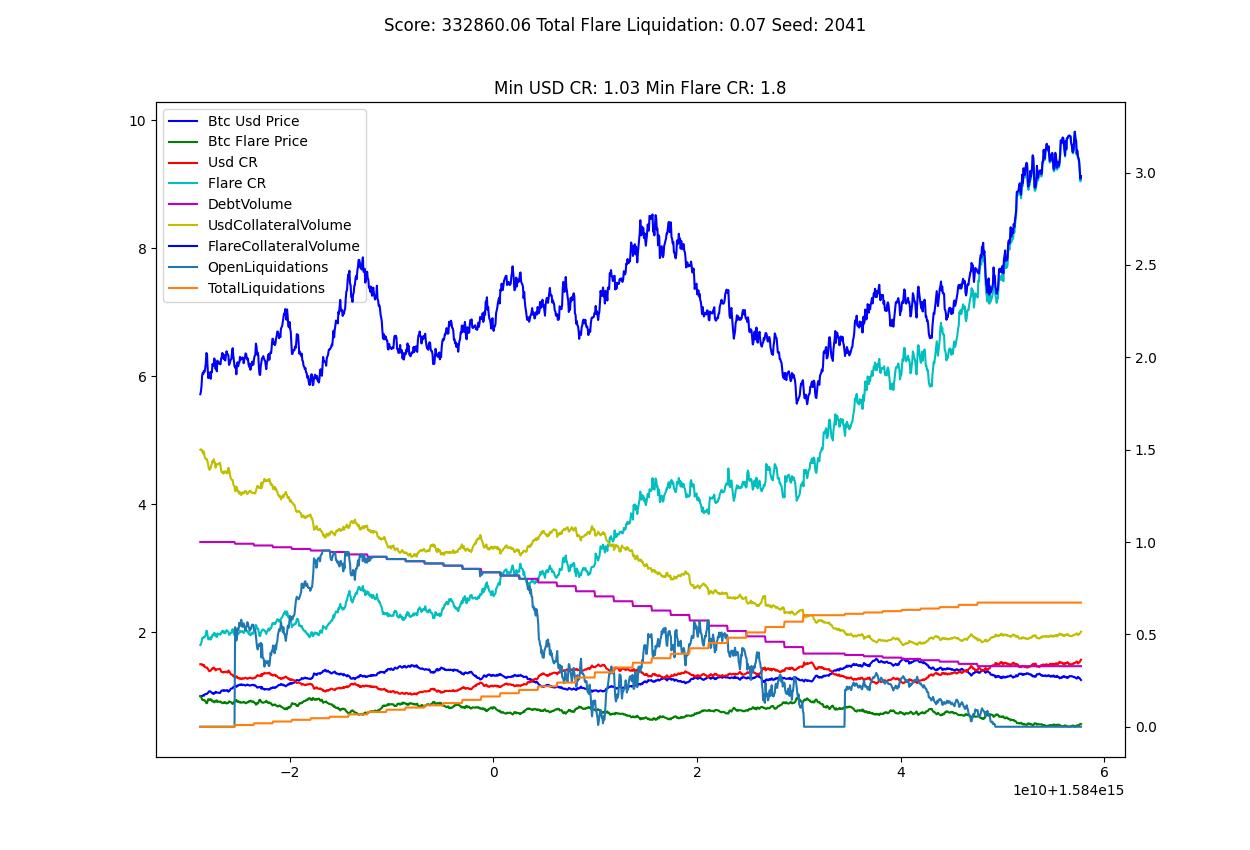 Score: 332860.06 Total Flare Liquidation: 0.07 Seed: 2041
Min USD CR: 1.03 Min Flare CR: 1.8
Btc Usd Price
Btc Flare Price
Usd CR
Flare CR
DebtVolume
UsdCollateralVolume
FlareCollateralVolume
OpenLiquidations
TotalLiquidations
10
8
6
4
2
3.0
2.5
2.0
1.5
1.0
0.5
0.0
−2 0 2 4 6
1e10+1.584e15